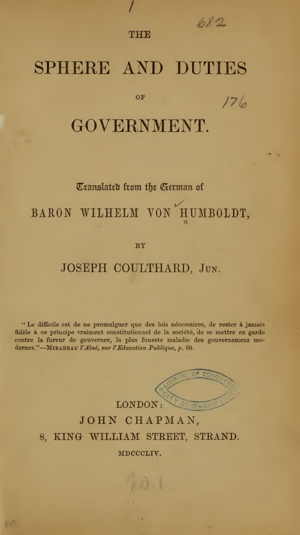 682
THE
SPHERE AND DUTIES
OF
176
GOVERNMENT.
Translated from the German of
BARON WILHELM VON HUMBOLDT,
BY
JOSEPH COULTHARD, Jun.
"Le difficile est de ne promulguer que des lois nécessaires, de rester à jamais
fidèle à ce principe vraiment constitutionnel de la société, de se mettre en garde
contre la fureur de gouverner, la plus funeste maladie des gouvernemens mo-
dernes."—Mirabeau l'Aîné, sur l'Education Publique, p. 69.
LONDON:
JOHN CHAPMAN,
8, KING WILLIAM STREET, STRAND.
MDCCCLIV.